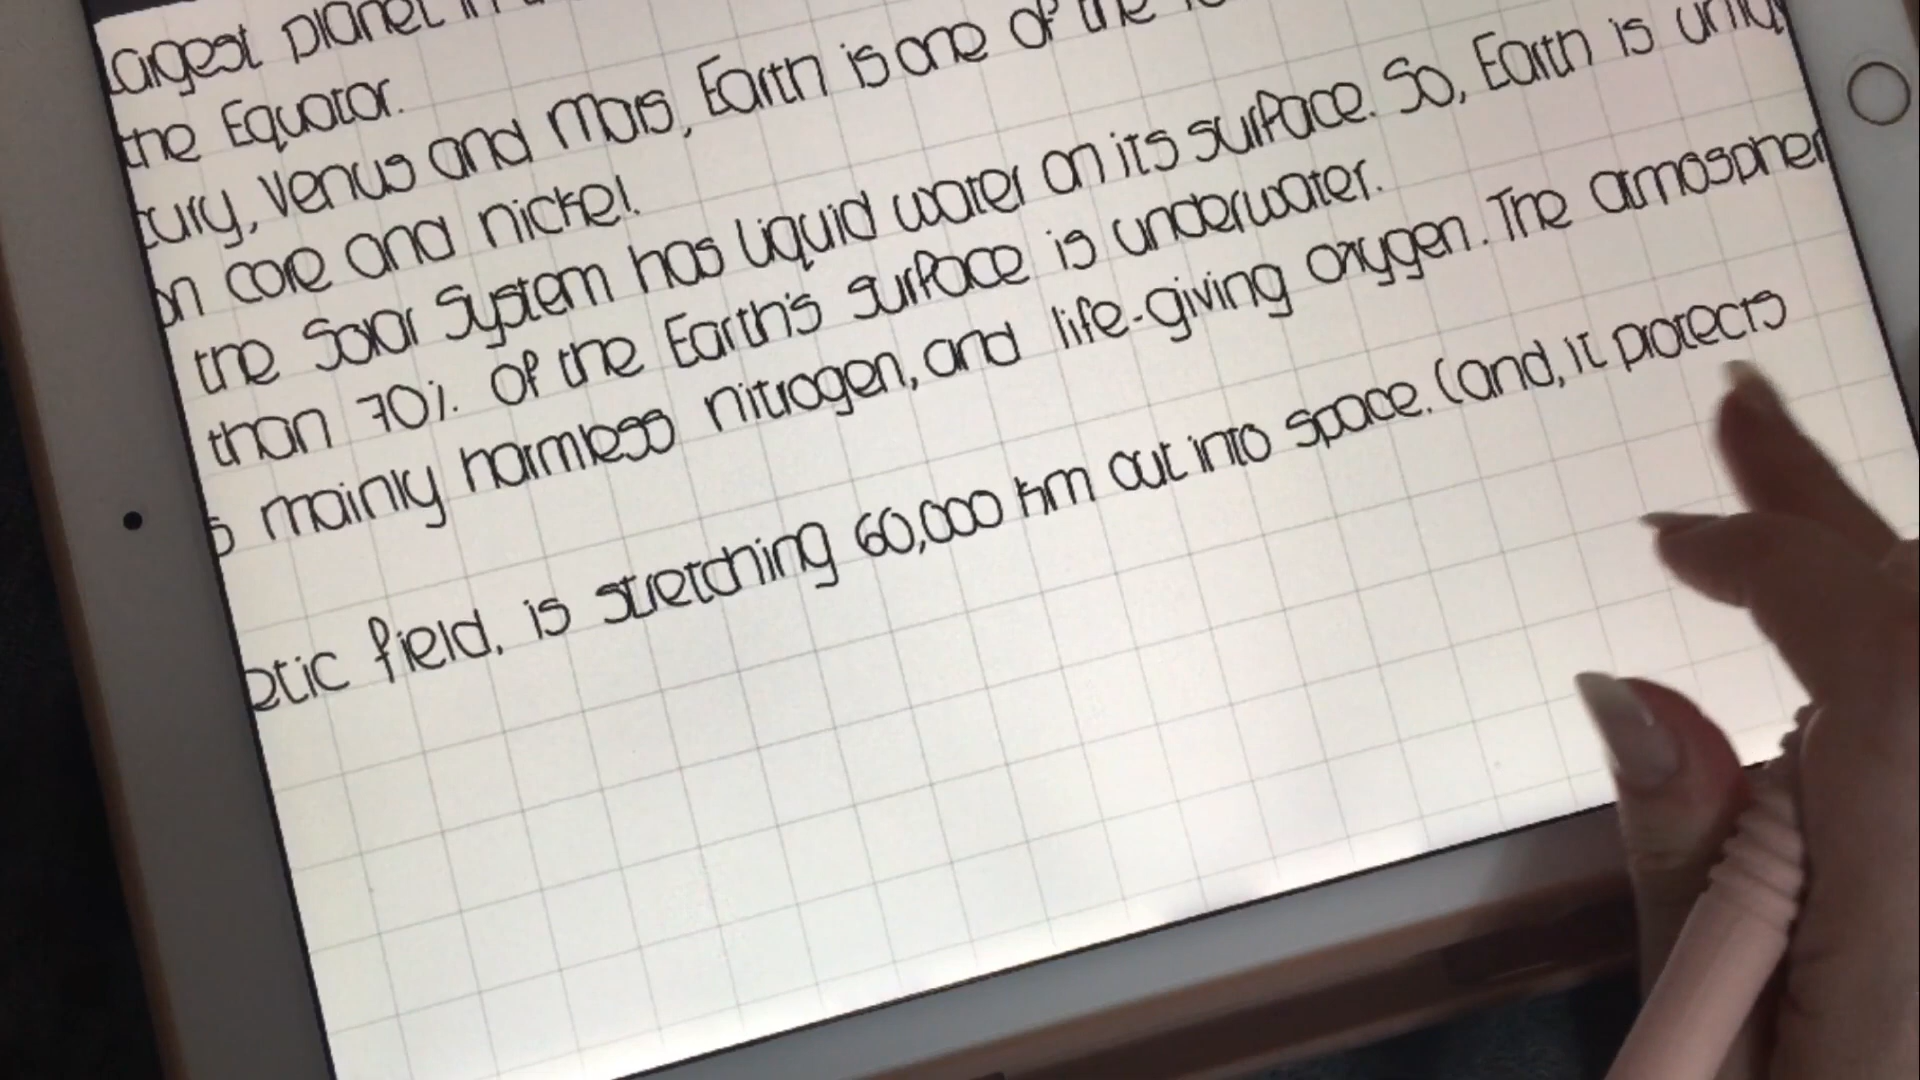 Largest planet in
the Equator.
cury, Venus and Mars, Earth is one of the
on core and nickel.
the Solar System has liquid water on its surface. So, Earth is uniq
than 70%. Of the Earth's surface is underwater.
s mainly harmless nitrogen, and life-giving oxygen. The atmospher
etic field, is stretching 60,000 km out into space. (and, it protects